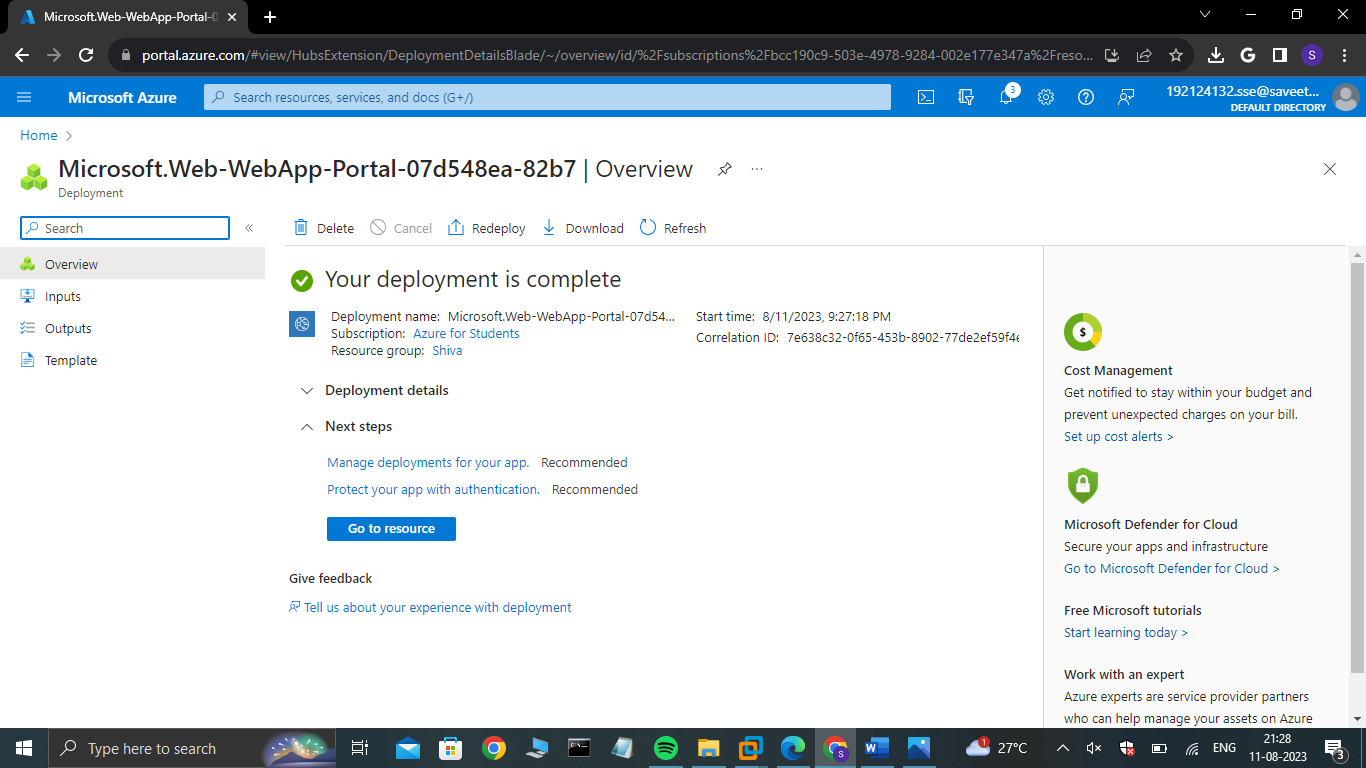 Microsoft.Web-WebApp-Portal-0
portal.azure.com/#view/HubsExtension/DeploymentDetailsBlade/~/overview/id/%2Fsubscriptions%2Fbcc190c9-503e-4978-9284-002e177e347a%2Freso...
S
Microsoft Azure
Search resources, services, and docs (G+/)
3
192124132.sse@saveet...
DEFAULT DIRECTORY
Home
Microsoft.Web-WebApp-Portal-07d548ea-82b7 | Overview
...
Deployment
Search
Delete
Cancel
Redeploy
Download
Refresh
Overview
Inputs
Outputs
Template
Your deployment is complete
Deployment name: Microsoft.Web-WebApp-Portal-07d54...
Subscription: Azure for Students
Resource group: Shiva
Start time: 8/11/2023, 9:27:18 PM
Correlation ID: 7e638c32-0f65-453b-8902-77de2ef59f4e
Deployment details
Next steps
Manage deployments for your app. Recommended
Protect your app with authentication. Recommended
Go to resource
Give feedback
Tell us about your experience with deployment
$
Cost Management
Get notified to stay within your budget and
prevent unexpected charges on your bill.
Set up cost alerts >
Microsoft Defender for Cloud
Secure your apps and infrastructure
Go to Microsoft Defender for Cloud >
Free Microsoft tutorials
Start learning today >
Work with an expert
Azure experts are service provider partners
who can help manage your assets on Azure
Type here to search
S
W
1
27°C
ENG
21:28
11-08-2023
3